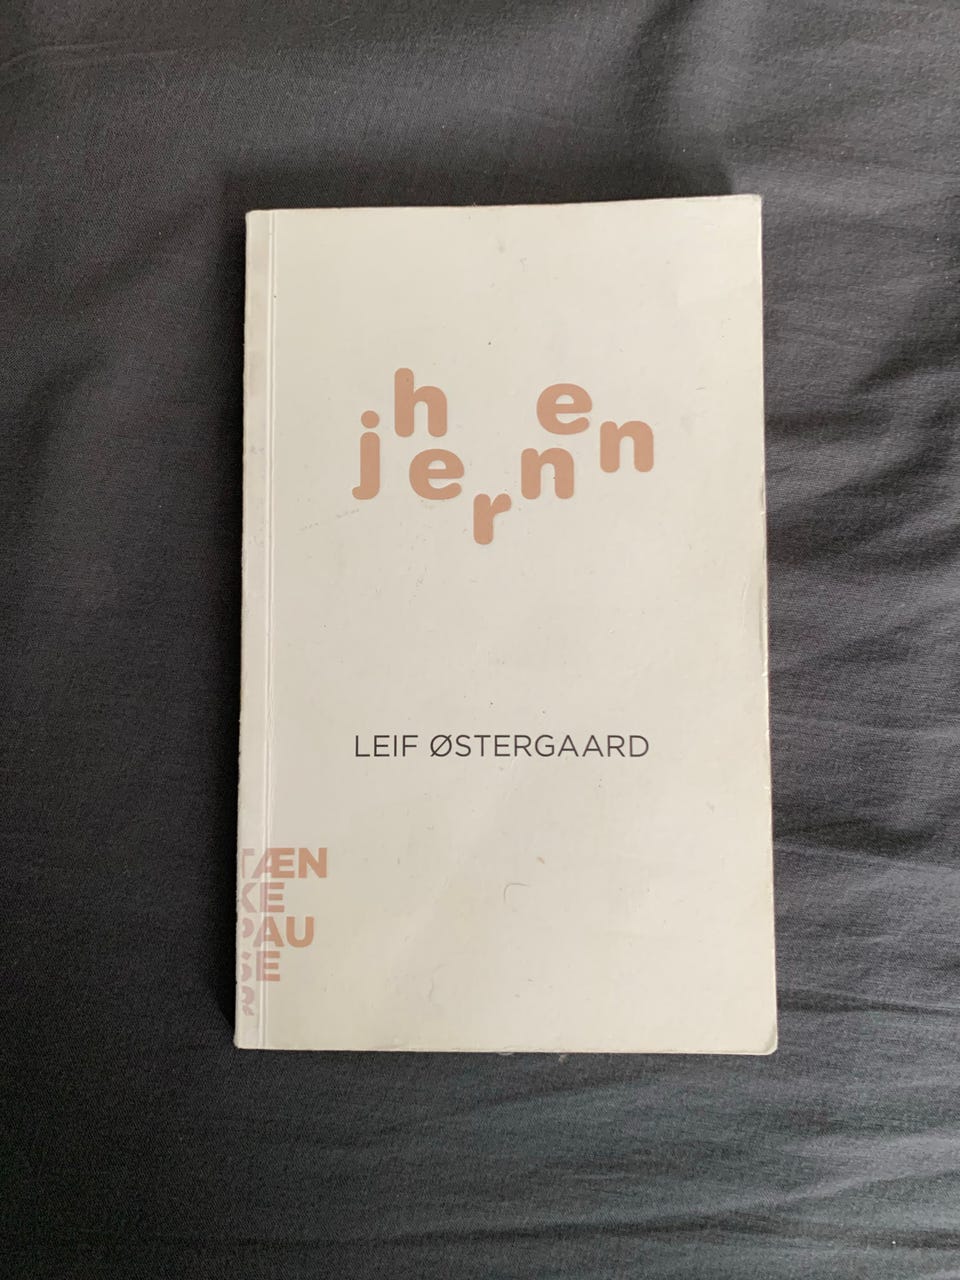 hjernen
LEIF ØSTERGAARD
TÆN
KE
PAU
SE
R